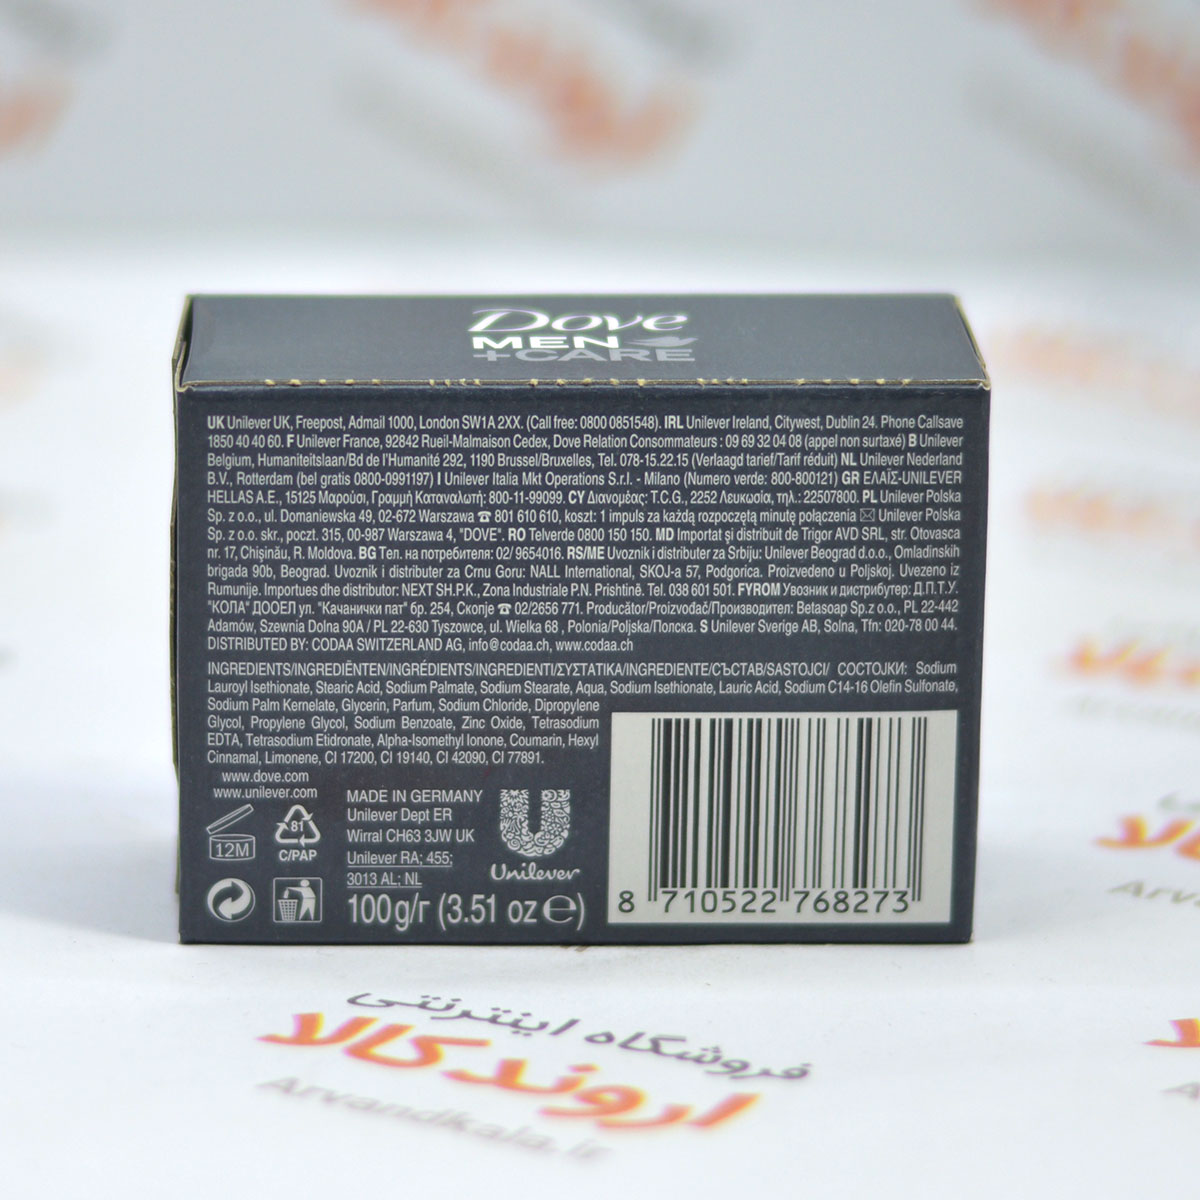 Dove
MEN
+CARE
UK Unilever UK, Freepost, Admail 1000, London SW1A 2XX. (Call free: 0800 0851548). IRL Unilever Ireland, Citywest, Dublin 24. Phone Callsave
1850 40 40 60. F Unilever France, 92842 Rueil-Malmaison Cedex, Dove Relation Consommateurs : 09 69 32 04 08 (appel non surtaxé) B Unilever
Belgium, Humaniteitslaan/Bd de l'Humanité 292, 1190 Brussel/Bruxelles, Tel. 078-15.22.15 (Verlaagd tarief/Tarif réduit) NL Unilever Nederland
B.V., Rotterdam (bel gratis 0800-0991197) I Unilever Italia Mkt Operations S.r.l. - Milano (Numero verde: 800-800121) GR ΕΛΑΪΣ-UNILEVER
HELLAS A.E., 15125 Μαρούσι, Γραμμή Καταναλωτή: 800-11-99099. CY Διανομέας: T.C.G., 2252 Λευκωσία, τηλ.: 22507800. PL Unilever Polska
Sp. z o.o., ul. Domaniewska 49, 02-672 Warszawa ☎ 801 610 610, koszt: 1 impuls za każdą rozpoczętą minutę połączenia ✉ Unilever Polska
Sp. z o.o. skr., poczt. 315, 00-987 Warszawa 4, "DOVE". RO Telverde 0800 150 150. MD Importat şi distribuit de Trigor AVD SRL, str. Otovasca
nr. 17, Chişinău, R. Moldova. BG Тел. на потребителя: 02/ 9654016. RS/ME Uvoznik i distributer za Srbiju: Unilever Beograd d.o.o., Omladinskih
brigada 90b, Beograd. Uvoznik i distributer za Crnu Goru: NALL International, SKOJ-a 57, Podgorica. Proizvedeno u Poljskoj. Uvezeno iz
Rumunije. Importues dhe distributor: NEXT SH.P.K., Zona Industriale P.N. Prishtinë. Tel. 038 601 501. FYROM Увозник и дистрибутер: Д.П.Т.У.
"КОЛА" ДООЕЛ ул. "Качанички пат" бр. 254, Скопје ☎ 02/2656 771. Producător/Proizvođač/Производител: Betasoap Sp.z o.o., PL 22-442
Adamów, Szewnia Dolna 90A / PL 22-630 Tyszowce, ul. Wielka 68 , Polonia/Poljska/Полска. S Unilever Sverige AB, Solna, Tfn: 020-78 00 44.
DISTRIBUTED BY: CODAA SWITZERLAND AG, info@codaa.ch, www.codaa.ch
INGREDIENTS/INGREDIËNTEN/INGRÉDIENTS/INGREDIENTI/ΣΥΣΤΑΤΙΚΑ/INGREDIENTE/СЪСТАВ/SASTOJCI/ СОСТОЈКИ: Sodium
Lauroyl Isethionate, Stearic Acid, Sodium Palmate, Sodium Stearate, Aqua, Sodium Isethionate, Lauric Acid, Sodium C14-16 Olefin Sulfonate,
Sodium Palm Kernelate, Glycerin, Parfum, Sodium Chloride, Dipropylene
Glycol, Propylene Glycol, Sodium Benzoate, Zinc Oxide, Tetrasodium
EDTA, Tetrasodium Etidronate, Alpha-Isomethyl Ionone, Coumarin, Hexyl
Cinnamal, Limonene, CI 17200, CI 19140, CI 42090, CI 77891.
www.dove.com
www.unilever.com
12M
81
C/PAP
MADE IN GERMANY
Unilever Dept ER
Wirral CH63 3JW UK
Unilever RA; 455;
3013 AL; NL
100g/г (3.51 oz ℮)
Unilever
8 710522 768273
فروشگاه اینترنتی
اروند کالا
Arvandkala.ir